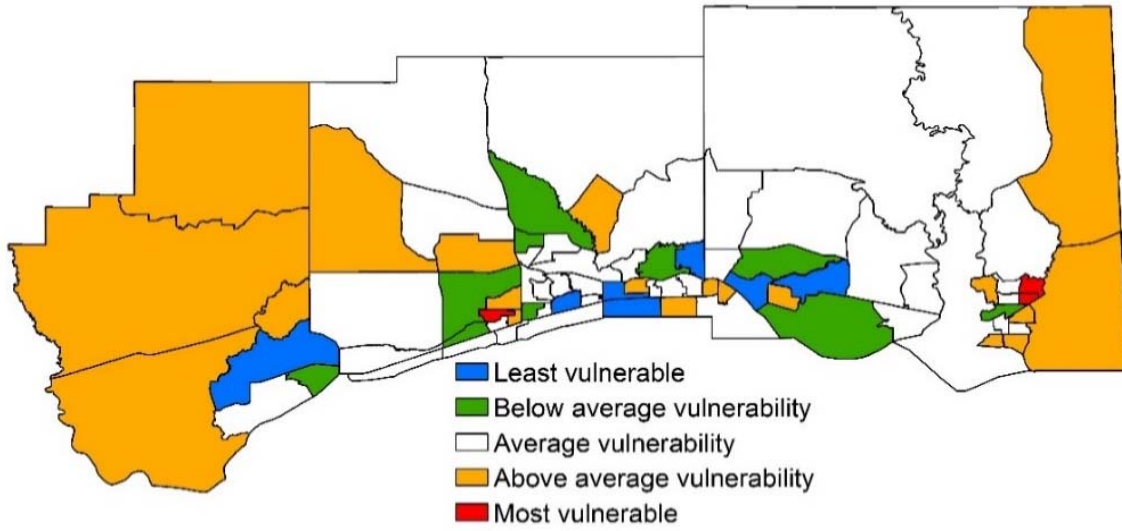 Least vulnerable
Below average vulnerability
Average vulnerability
Above average vulnerability
Most vulnerable